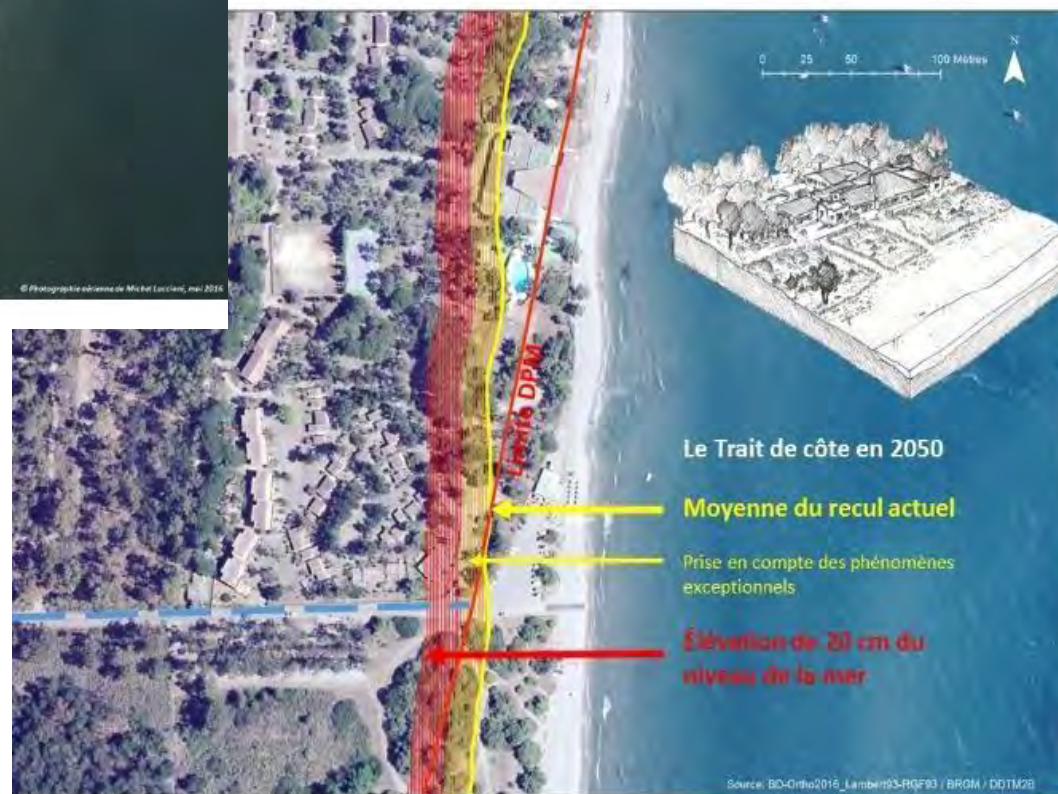 © Photographie aérienne de Michel Luccioni, mai 2016
0 25 50 100 Mètres
N
Limite DPM
Le Trait de côte en 2050
Moyenne du recul actuel
Prise en compte des phénomènes
exceptionnels
Élévation de 20 cm du
niveau de la mer
Source: BD-Ortho2016_Lambert93-RGF93 / BRGM / DDTM2B